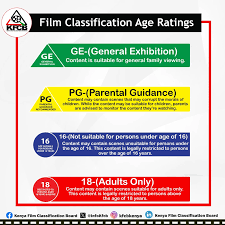 KFCB
Film Classification Age Ratings
GE
GE-(General Exhibition)
Content is suitable for general family viewing.
PG
PG-(Parental Guidance)
Content may contain scenes that may corrupt the morals of
children. While the content may be suitable for children, parents
are advised to monitor the content they're watching.
16
16-(Not suitable for persons under age of 16)
Content may contain scenes unsuitable for persons under
the age of 16. This content is legally restricted to persons
over the age of 16 years.
18
18-(Adults Only)
Content may contain scenes suitable for adults only.
This content is legally restricted to persons above
the age of 18 years.
Kenya Film Classification Board
@infokfcb
@kfcbkenya
Kenya Film Classification Board